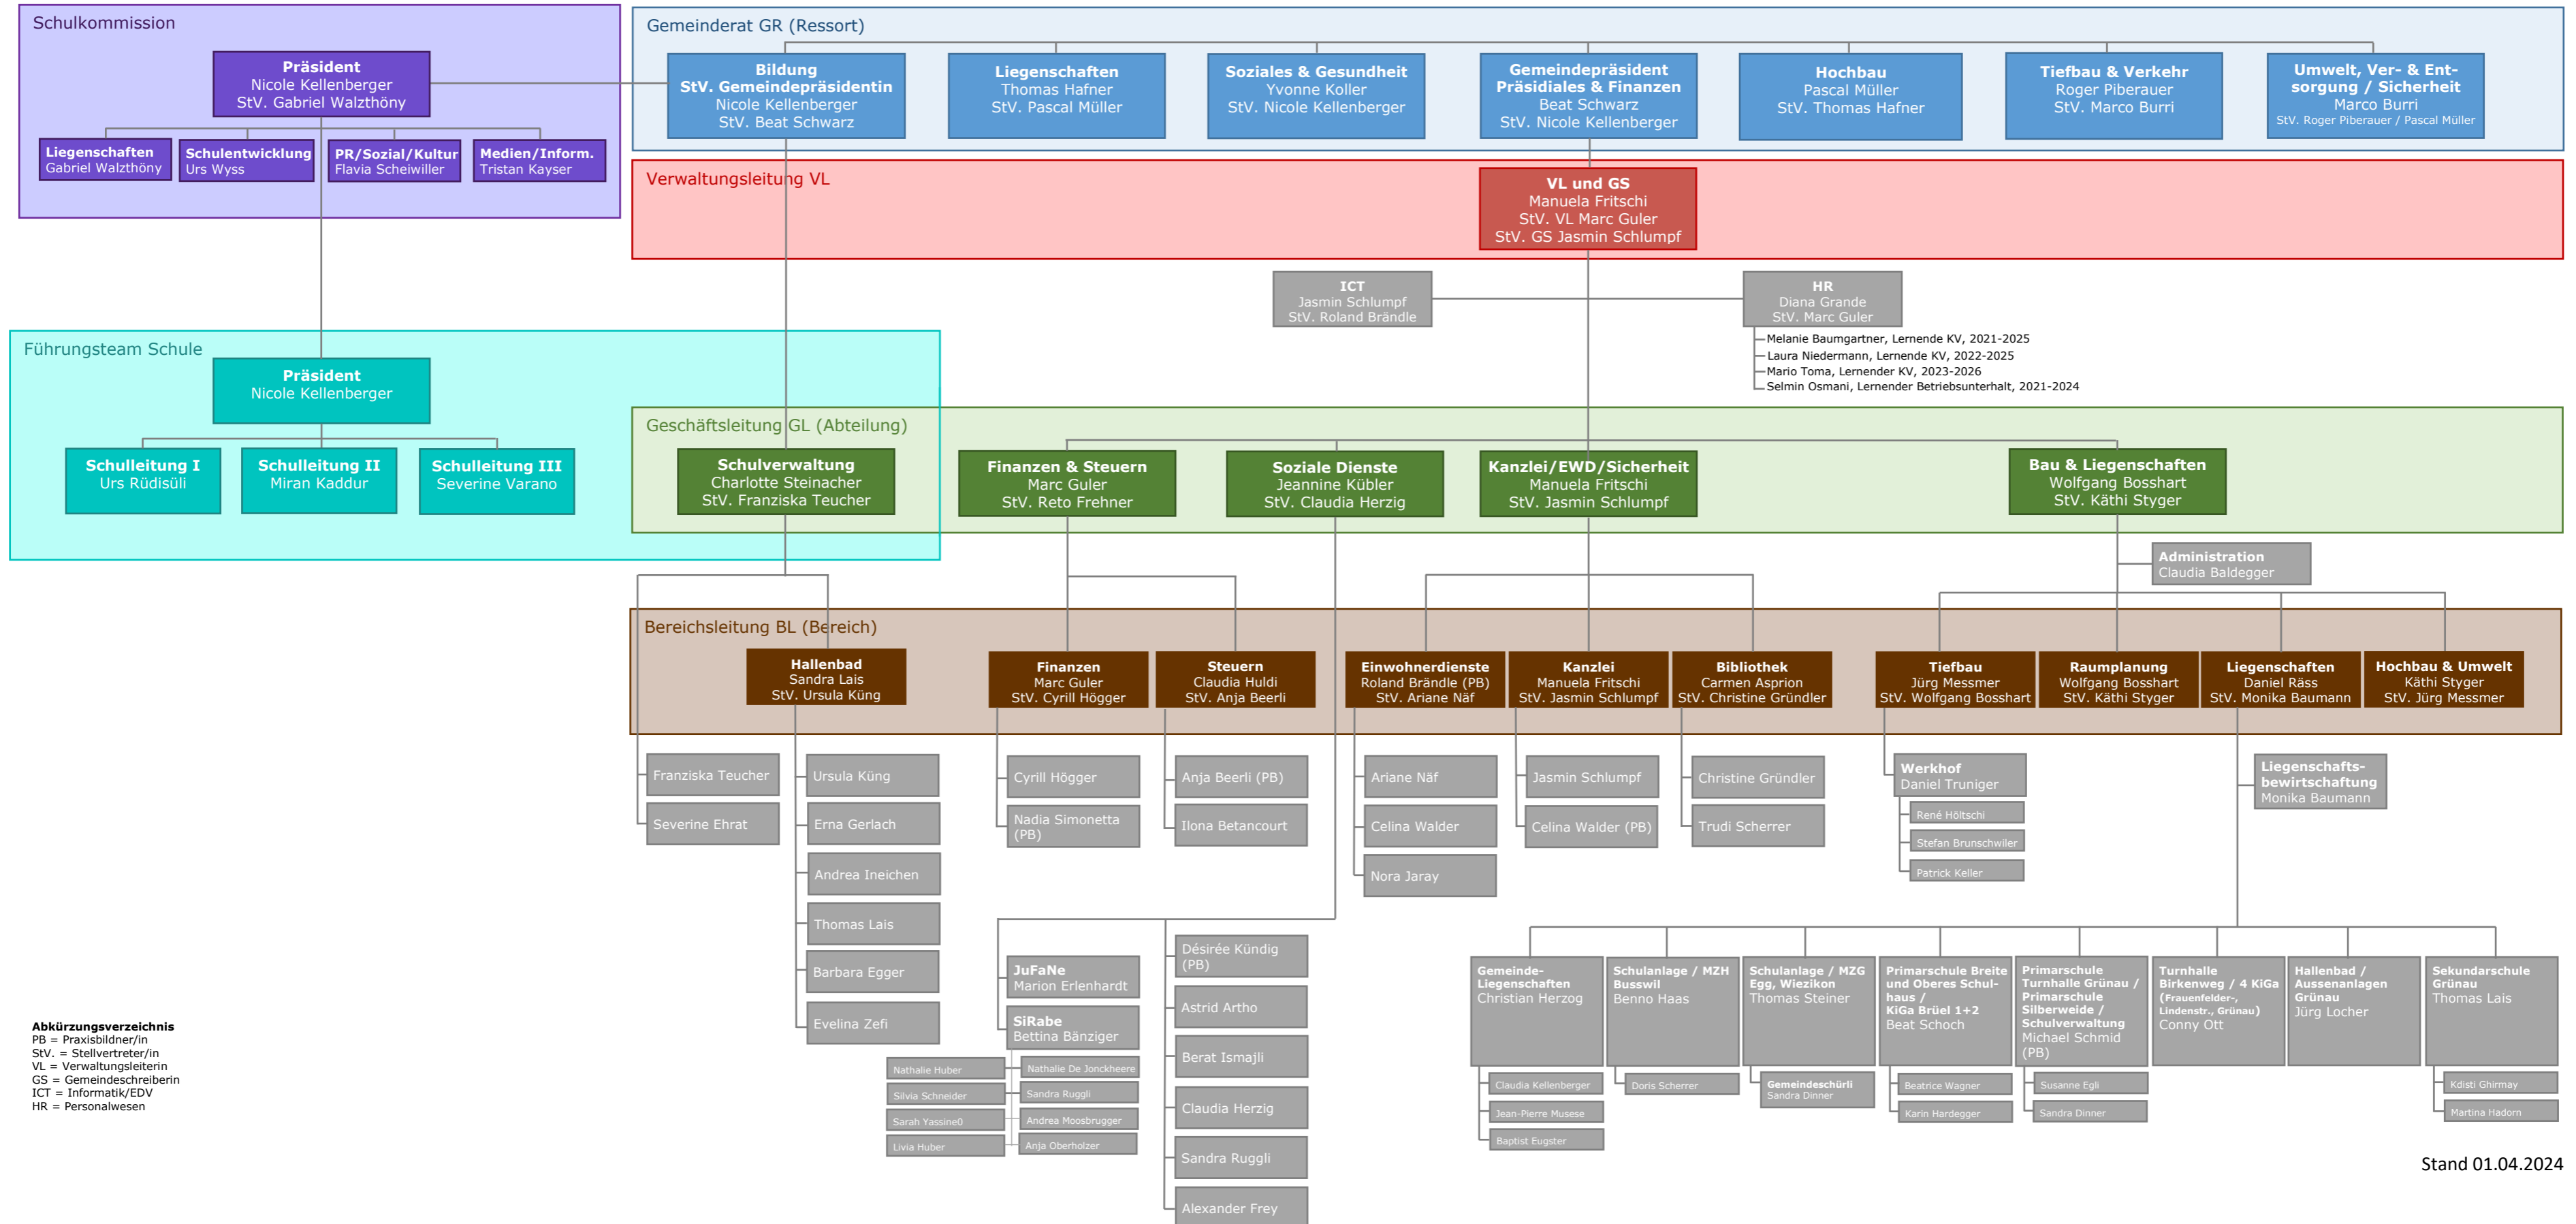 Schulkommission
Präsident
Nicole Kellenberger
StV. Gabriel Walzthöny
Liegenschaften
Gabriel Walzthöny
Schulentwicklung
Urs Wyss
PR/Sozial/Kultur
Flavia Scheiwiller
Medien/Inform.
Tristan Kayser
Gemeinderat GR (Ressort)
Bildung
StV. Gemeindepräsidentin
Nicole Kellenberger
StV. Beat Schwarz
Liegenschaften
Thomas Hafner
StV. Pascal Müller
Soziales & Gesundheit
Yvonne Koller
StV. Nicole Kellenberger
Gemeindepräsident
Präsidiales & Finanzen
Beat Schwarz
StV. Nicole Kellenberger
Hochbau
Pascal Müller
StV. Thomas Hafner
Tiefbau & Verkehr
Roger Piberauer
StV. Marco Burri
Umwelt, Ver- & Ent-
sorgung / Sicherheit
Marco Burri
StV. Roger Piberauer / Pascal Müller
Verwaltungsleitung VL
VL und GS
Manuela Fritschi
StV. VL Marc Guler
StV. GS Jasmin Schlumpf
ICT
Jasmin Schlumpf
StV. Roland Brändle
HR
Diana Grande
StV. Marc Guler
Melanie Baumgartner, Lernende KV, 2021-2025
Laura Niedermann, Lernende KV, 2022-2025
Mario Toma, Lernender KV, 2023-2026
Selmin Osmani, Lernender Betriebsunterhalt, 2021-2024
Führungsteam Schule
Präsident
Nicole Kellenberger
Schulleitung I
Urs Rüdisüli
Schulleitung II
Miran Kaddur
Schulleitung III
Severine Varano
Geschäftsleitung GL (Abteilung)
Schulverwaltung
Charlotte Steinacher
StV. Franziska Teucher
Finanzen & Steuern
Marc Guler
StV. Reto Frehner
Soziale Dienste
Jeannine Kübler
StV. Claudia Herzig
Kanzlei/EWD/Sicherheit
Manuela Fritschi
StV. Jasmin Schlumpf
Bau & Liegenschaften
Wolfgang Bosshart
StV. Käthi Styger
Administration
Claudia Baldegger
Bereichsleitung BL (Bereich)
Hallenbad
Sandra Lais
StV. Ursula Küng
Finanzen
Marc Guler
StV. Cyrill Högger
Steuern
Claudia Huldi
StV. Anja Beerli
Einwohnerdienste
Roland Brändle (PB)
StV. Ariane Näf
Kanzlei
Manuela Fritschi
StV. Jasmin Schlumpf
Bibliothek
Carmen Asprion
StV. Christine Gründler
Tiefbau
Jürg Messmer
StV. Wolfgang Bosshart
Raumplanung
Wolfgang Bosshart
StV. Käthi Styger
Liegenschaften
Daniel Räss
StV. Monika Baumann
Hochbau & Umwelt
Käthi Styger
StV. Jürg Messmer
Franziska Teucher
Severine Ehrat
Ursula Küng
Erna Gerlach
Andrea Ineichen
Thomas Lais
Barbara Egger
Evelina Zefi
Cyrill Högger
Nadia Simonetta
(PB)
Anja Beerli (PB)
Ilona Betancourt
Ariane Näf
Celina Walder
Nora Jaray
Jasmin Schlumpf
Celina Walder (PB)
Christine Gründler
Trudi Scherrer
Werkhof
Daniel Truniger
René Höltschi
Stefan Brunschwiler
Patrick Keller
Liegenschafts-
bewirtschaftung
Monika Baumann
JuFaNe
Marion Erlenhardt
SiRabe
Bettina Bänziger
Nathalie Huber
Nathalie De Jonckheere
Silvia Schneider
Sandra Ruggli
Sarah Yassine0
Andrea Moosbrugger
Livia Huber
Anja Oberholzer
Désirée Kündig
(PB)
Astrid Artho
Berat Ismajli
Claudia Herzig
Sandra Ruggli
Alexander Frey
Gemeinde-
Liegenschaften
Christian Herzog
Claudia Kellenberger
Jean-Pierre Musese
Baptist Eugster
Schulanlage / MZH
Busswil
Benno Haas
Doris Scherrer
Schulanlage / MZG
Egg, Wiezikon
Thomas Steiner
Gemeindeschürli
Sandra Dinner
Primarschule Breite
und Oberes Schul-
haus /
KiGa Brüel 1+2
Beat Schoch
Beatrice Wagner
Karin Hardegger
Primarschule
Turnhalle Grünau /
Primarschule
Silberweide /
Schulverwaltung
Michael Schmid
(PB)
Susanne Egli
Sandra Dinner
Turnhalle
Birkenweg / 4 KiGa
(Frauenfelder-,
Lindenstr., Grünau)
Conny Ott
Hallenbad /
Aussenanlagen
Grünau
Jürg Locher
Sekundarschule
Grünau
Thomas Lais
Kdisti Ghirmay
Martina Hadorn
Abkürzungsverzeichnis
PB = Praxisbildner/in
StV. = Stellvertreter/in
VL = Verwaltungsleiterin
GS = Gemeindeschreiberin
ICT = Informatik/EDV
HR = Personalwesen
Stand 01.04.2024